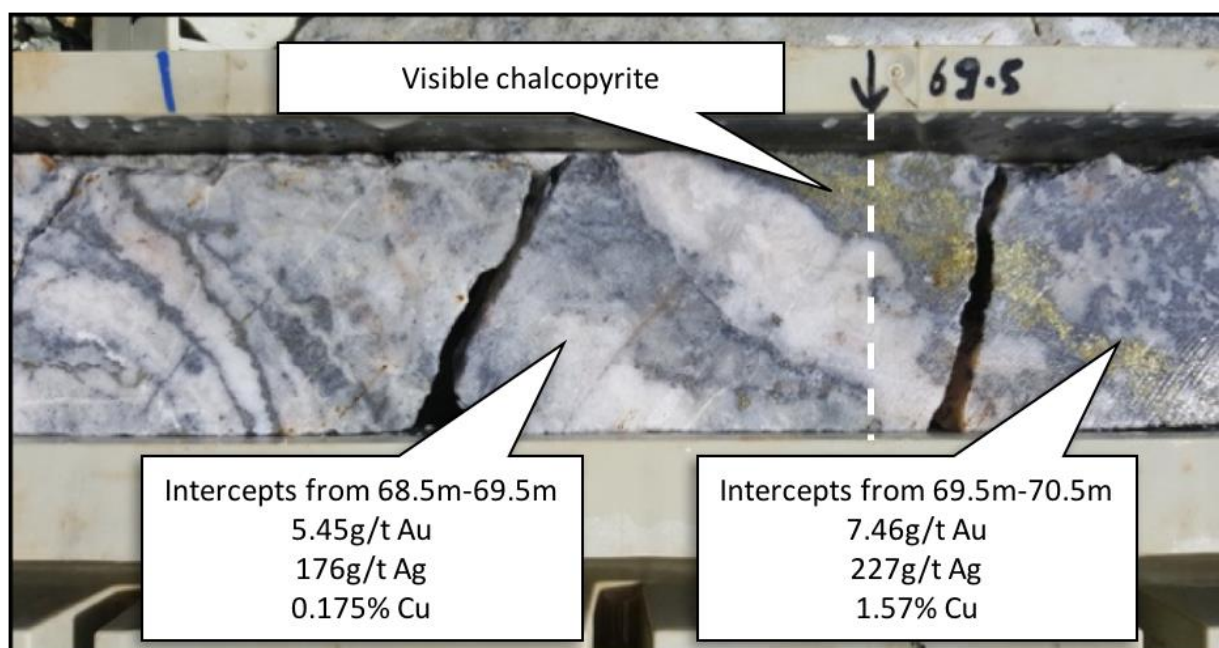 Visible chalcopyrite
69.5
Intercepts from 68.5m-69.5m
5.45g/t Au
176g/t Ag
0.175% Cu
Intercepts from 69.5m-70.5m
7.46g/t Au
227g/t Ag
1.57% Cu